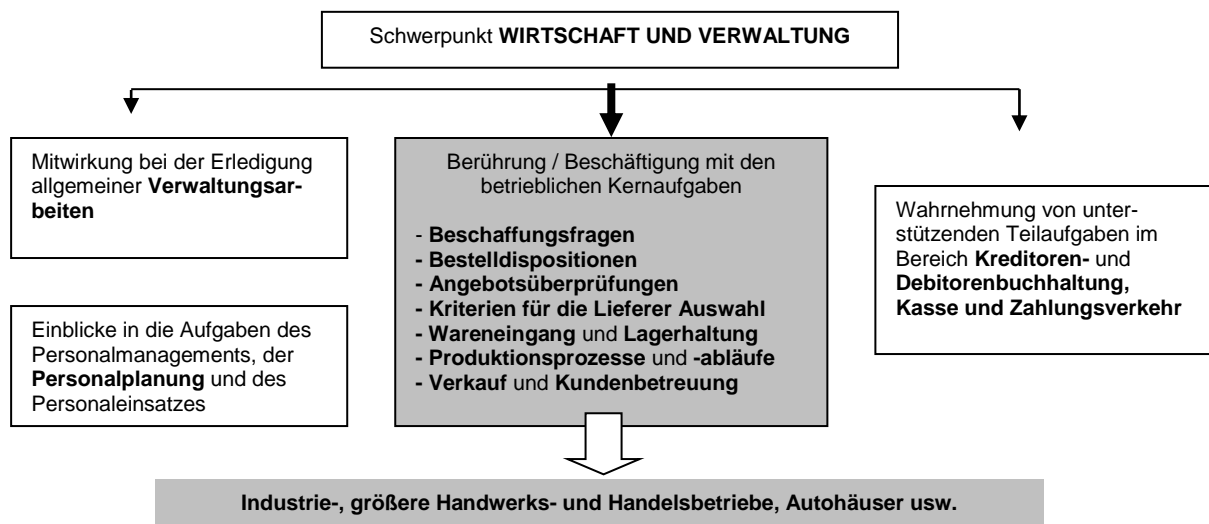 Schwerpunkt WIRTSCHAFT UND VERWALTUNG
Mitwirkung bei der Erledigung
allgemeiner Verwaltungsar-
beiten
Einblicke in die Aufgaben des
Personalmanagements, der
Personalplanung und des
Personaleinsatzes
Berührung / Beschäftigung mit den
betrieblichen Kernaufgaben
- Beschaffungsfragen
- Bestelldispositionen
- Angebotsüberprüfungen
- Kriterien für die Lieferer Auswahl
- Wareneingang und Lagerhaltung
- Produktionsprozesse und -abläufe
- Verkauf und Kundenbetreuung
Wahrnehmung von unter-
stützenden Teilaufgaben im
Bereich Kreditoren- und
Debitorenbuchhaltung,
Kasse und Zahlungsverkehr
Industrie-, größere Handwerks- und Handelsbetriebe, Autohäuser usw.